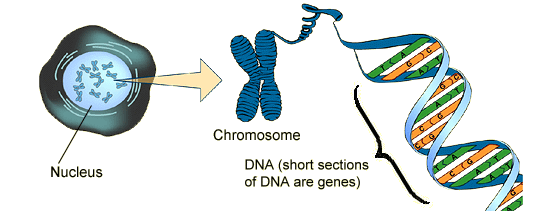 Nucleus
Chromosome
DNA (short sections
of DNA are genes)